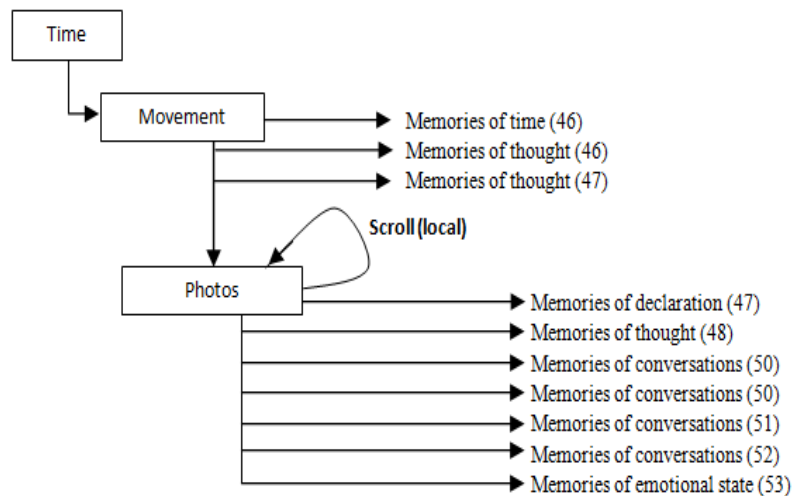 Time
Movement
Memories of time (46)
Memories of thought (46)
Memories of thought (47)
Scroll (local)
Photos
Memories of declaration (47)
Memories of thought (48)
Memories of conversations (50)
Memories of conversations (50)
Memories of conversations (51)
Memories of conversations (52)
Memories of emotional state (53)